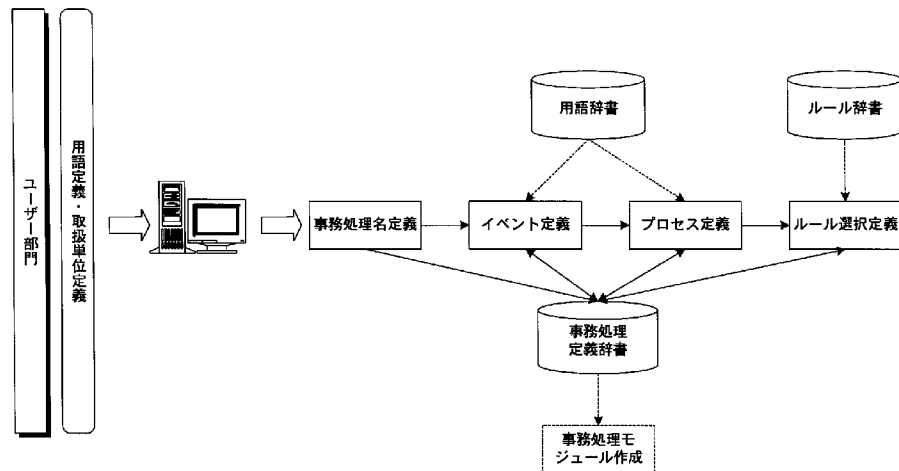 ユーザー部門
用語定義・取扱単位定義
用語辞書
ルール辞書
事務処理名定義
イベント定義
プロセス定義
ルール選択定義
事務処理
定義辞書
事務処理モ
ジュール作成